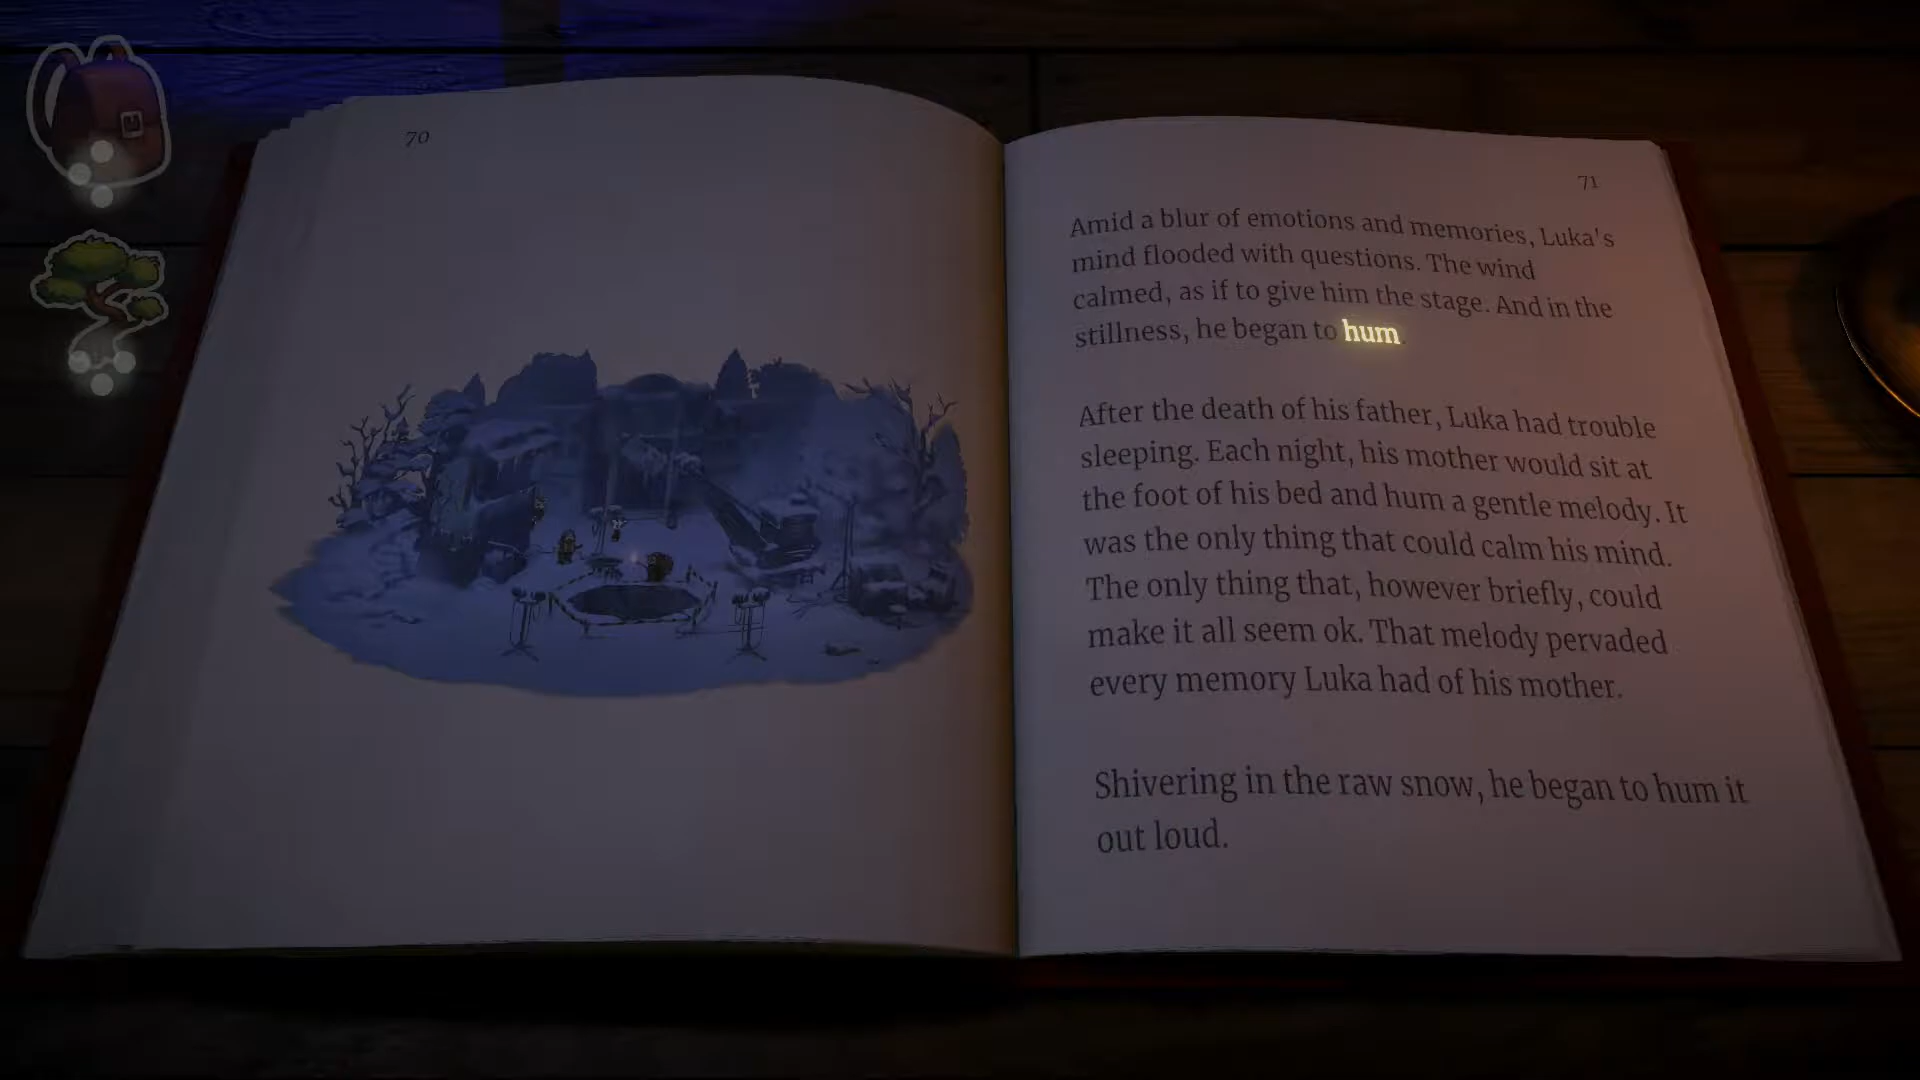 70
71
Amid a blur of emotions and memories, Luka's
mind flooded with questions. The wind
calmed, as if to give him the stage. And in the
stillness, he began to hum.
After the death of his father, Luka had trouble
sleeping. Each night, his mother would sit at
the foot of his bed and hum a gentle melody. It
was the only thing that could calm his mind.
The only thing that, however briefly, could
make it all seem ok. That melody pervaded
every memory Luka had of his mother.
Shivering in the raw snow, he began to hum it
out loud.